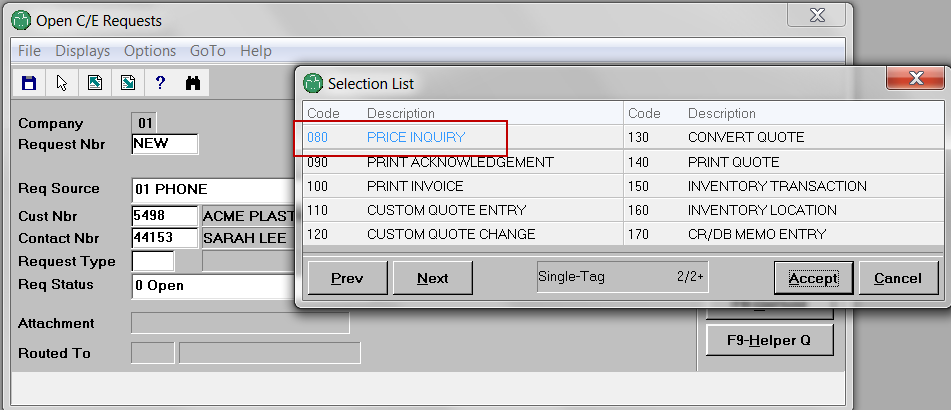 Open C/E Requests
File Displays Options GoTo Help
Company 01
Request Nbr NEW
Req Source 01 PHONE
Cust Nbr 5498 ACME PLAST
Contact Nbr 44153 SARAH LEE
Request Type
Req Status 0 Open
Attachment
Routed To
Selection List
Code Description Code Description
080 PRICE INQUIRY 130 CONVERT QUOTE
090 PRINT ACKNOWLEDGEMENT 140 PRINT QUOTE
100 PRINT INVOICE 150 INVENTORY TRANSACTION
110 CUSTOM QUOTE ENTRY 160 INVENTORY LOCATION
120 CUSTOM QUOTE CHANGE 170 CR/DB MEMO ENTRY
Prev Next Single-Tag 2/2+ Accept Cancel
F9-Helper Q